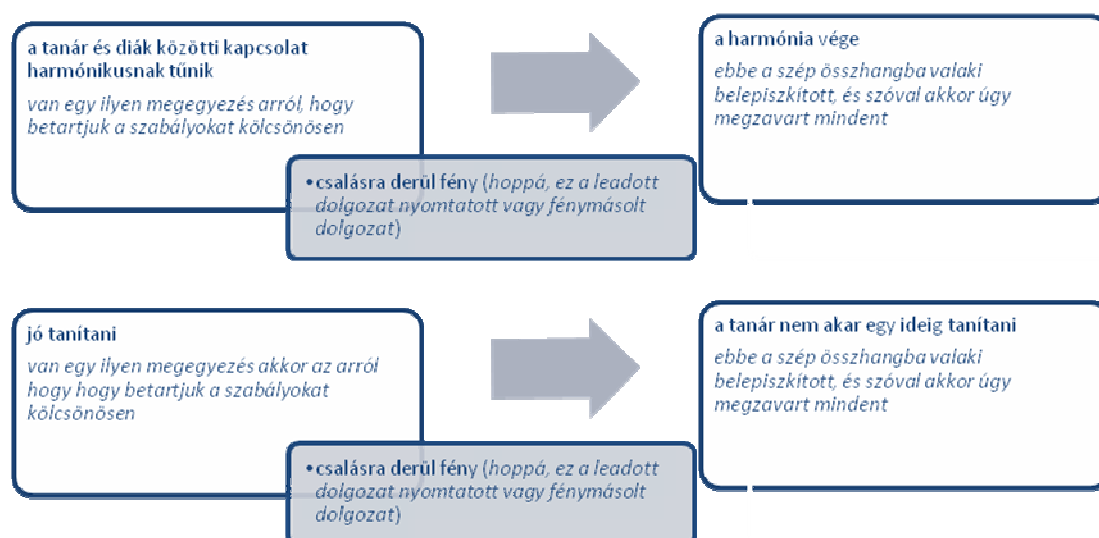 a tanár és diák közötti kapcsolat
harmónikusnak tűnik
van egy ilyen megegyezés arról, hogy
betartjuk a szabályokat kölcsönösen
•csalásra derül fény (hoppá, ez a leadott
dolgozat nyomtatott vagy fénymásolt
dolgozat)
a harmónia vége
ebbe a szép összhangba valaki
belepiszkított, és szóval akkor úgy
megzavart mindent
jó tanítani
van egy ilyen megegyezés akkor az arról
hogy hogy betartjuk a szabályokat
kölcsönösen
•csalásra derül fény (hoppá, ez a leadott
dolgozat nyomtatott vagy fénymásolt
dolgozat)
a tanár nem akar egy ideig tanítani
ebbe a szép összhangba valaki
belepiszkított, és szóval akkor úgy
megzavart mindent